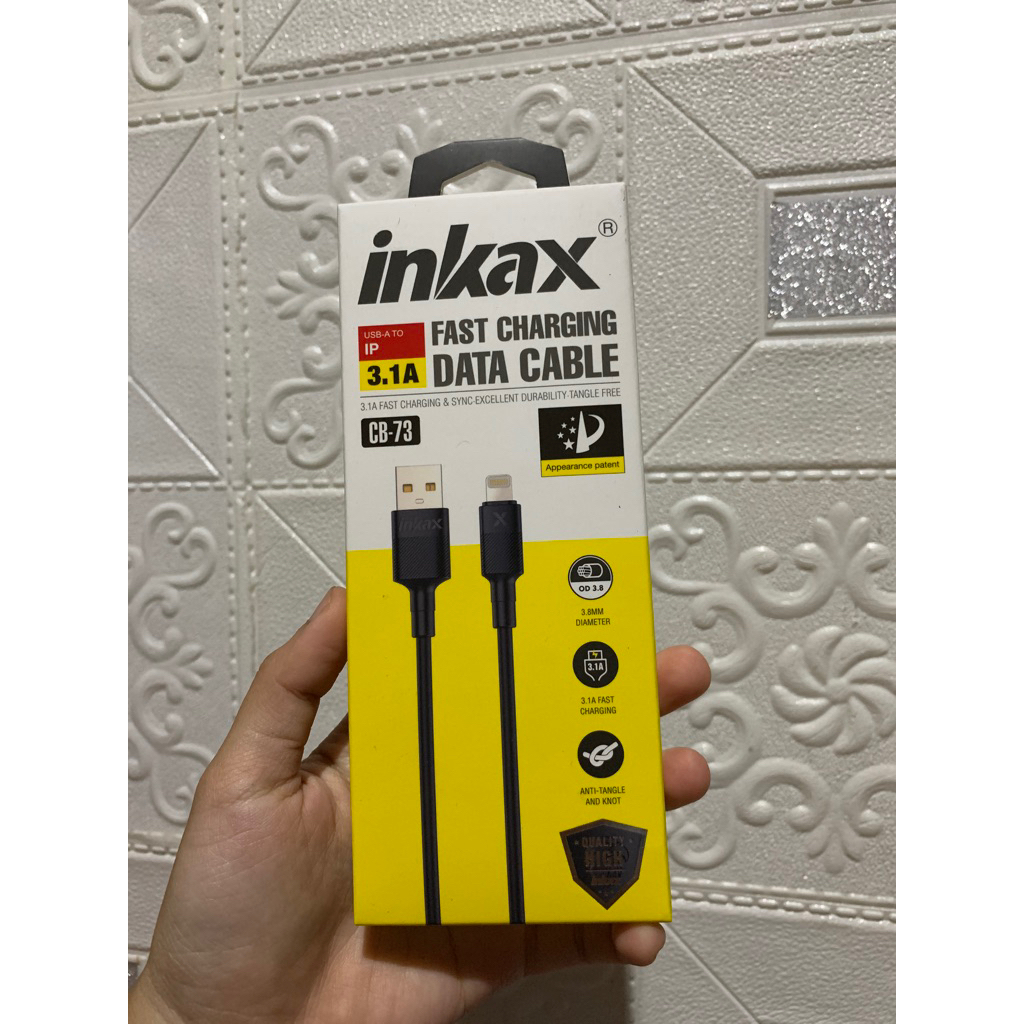 inkax®
USB-A TO
IP
3.1A
FAST CHARGING
DATA CABLE
3.1A FAST CHARGING & SYNC·EXCELLENT DURABILITY·TANGLE FREE
CB-73
Appearance patent
inkax
X
OD 3.8
3.8MM
DIAMETER
3.1A
3.1A FAST
CHARGING
ANTI-TANGLE
AND KNOT
QUALITY
HIGH